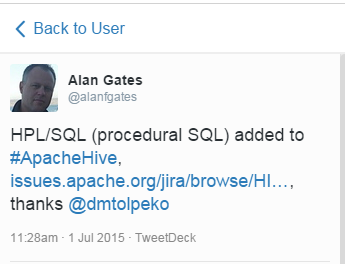 Back to User
Alan Gates
@alanfgates
HPL/SQL (procedural SQL) added to
#ApacheHive,
issues.apache.org/jira/browse/HI…,
thanks @dmtolpeko
11:28am · 1 Jul 2015 · TweetDeck